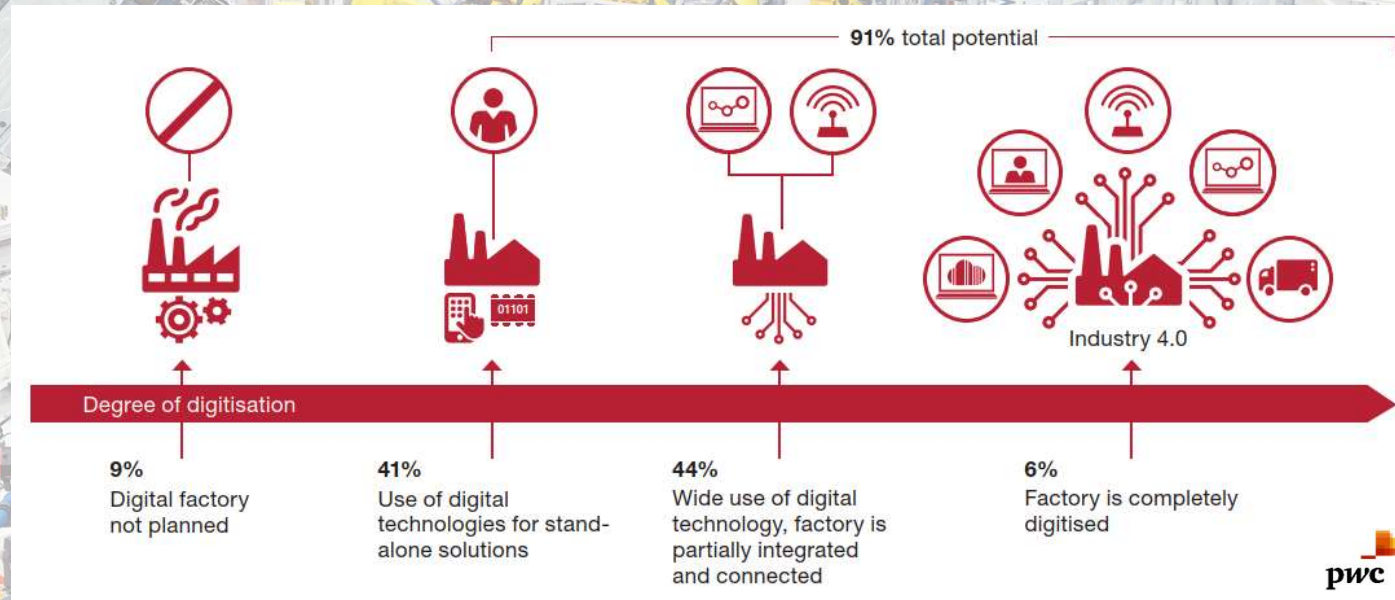 91% total potential
01101
Industry 4.0
Degree of digitisation
9%
Digital factory
not planned
41%
Use of digital
technologies for stand-
alone solutions
44%
Wide use of digital
technology, factory is
partially integrated
and connected
6%
Factory is completely
digitised
pwc